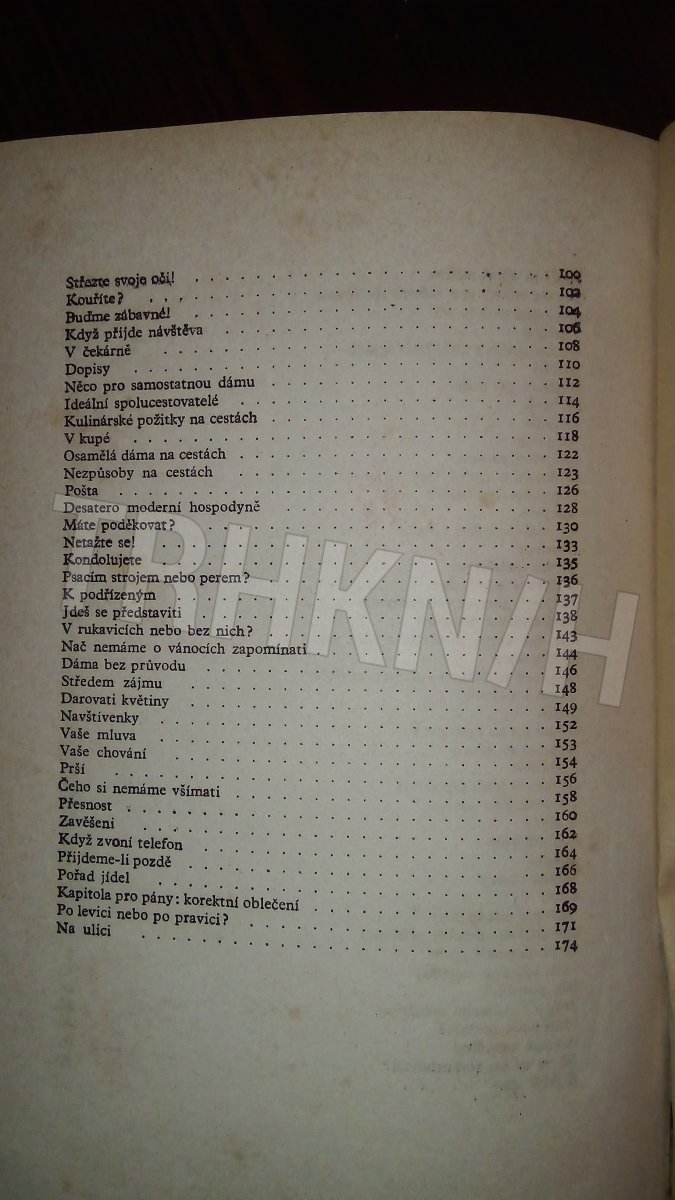 Střezte svoje oči! 100
Kouříte? 102
Buďme zábavné! 104
Když přijde návštěva 106
V čekárně 108
Dopisy 110
Něco pro samostatnou dámu 112
Ideální spolucestovatelé 114
Kulinárské požitky na cestách 116
V kupé 118
Osamělá dáma na cestách 122
Nezpůsoby na cestách 123
Pošta 126
Desatero moderní hospodyně 128
Máte poděkovat? 130
Netažte se! 133
Kondolujete 135
Psacím strojem nebo perem? 136
K podřízeným 137
Jdeš se představiti 138
V rukavicích nebo bez nich? 143
Nač nemáme o vánocích zapomínati 144
Dáma bez průvodu 146
Středem zájmu 148
Darovati květiny 149
Navštívenky 152
Vaše mluva 153
Vaše chování 154
Prší 156
Čeho si nemáme všímati 158
Přesnost 160
Zavěšeni 162
Když zvoní telefon 164
Přijdeme-li pozdě 166
Pořad jídel 168
Kapitola pro pány: korektní oblečení 169
Po levici nebo po pravici? 171
Na ulici 174
TRHKNIH